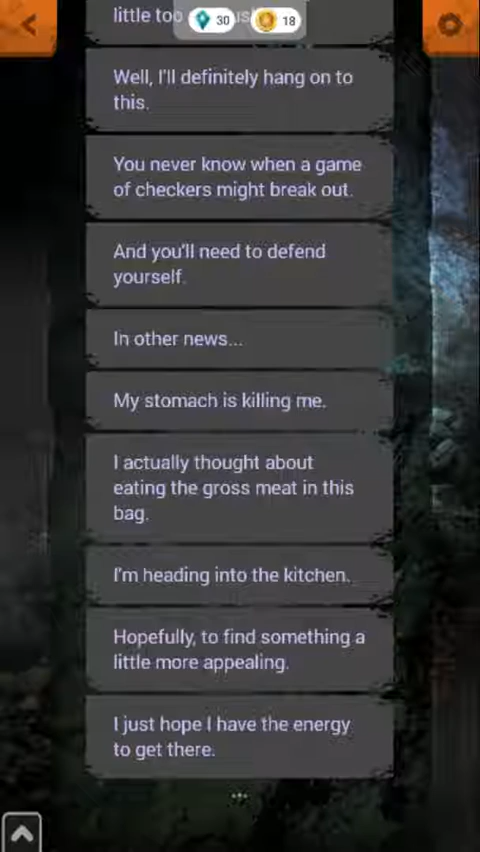 little too
30
18
Well, I'll definitely hang on to
this.
You never know when a game
of checkers might break out.
And you'll need to defend
yourself.
In other news...
My stomach is killing me.
I actually thought about
eating the gross meat in this
bag.
I'm heading into the kitchen.
Hopefully, to find something a
little more appealing.
I just hope I have the energy
to get there.
...